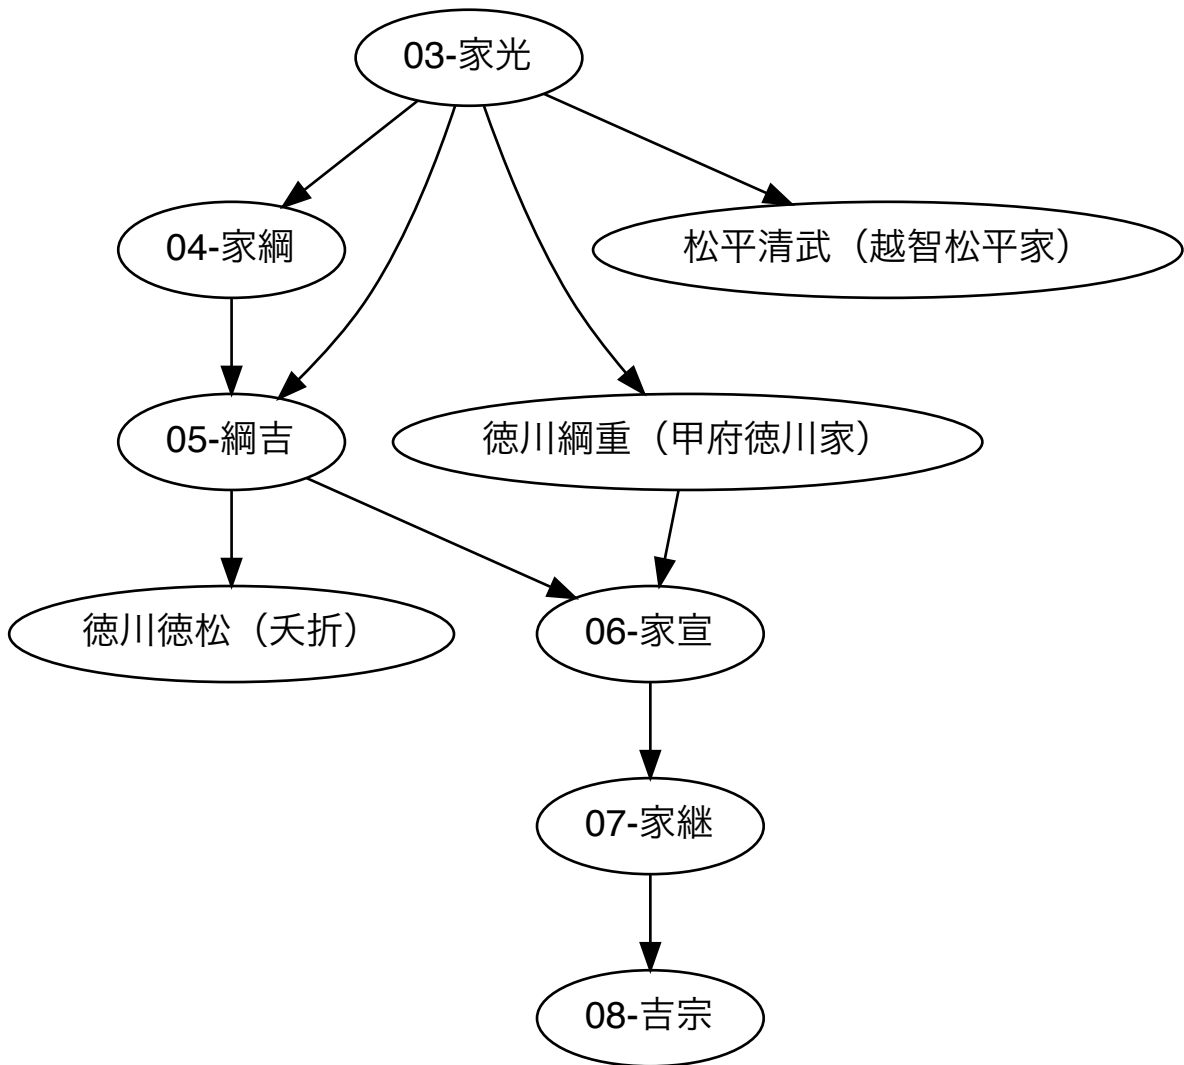 03-家光
04-家綱
松平清武（越智松平家）
05-綱吉
徳川綱重（甲府徳川家）
徳川徳松（夭折）
06-家宣
07-家継
08-吉宗